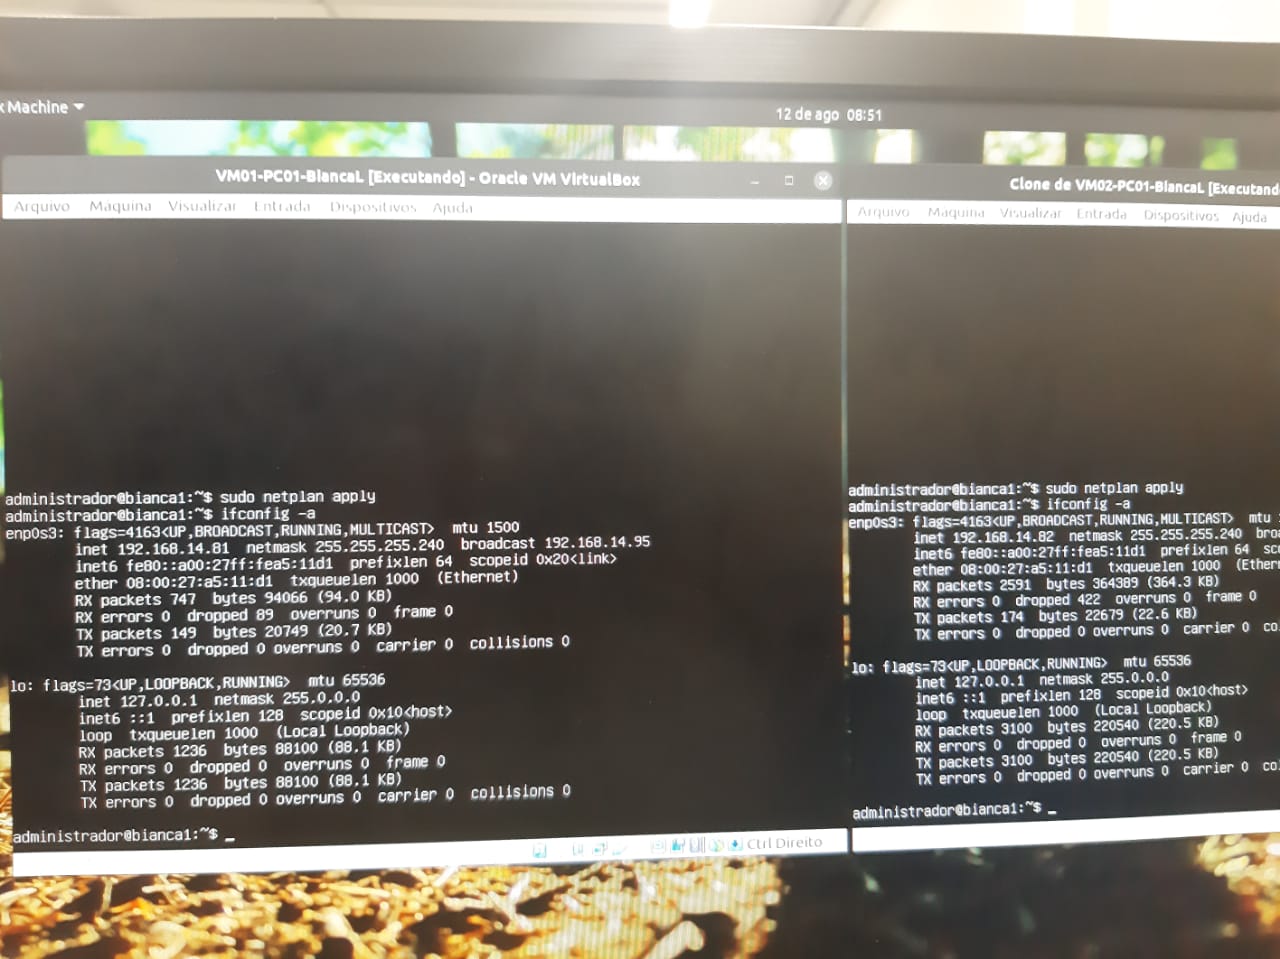 Machine
12 de ago 08:51
VM01-PC01-BiancaL [Executando] - Oracle VM VirtualBox
Arquivo Máquina Visualizar Entrada Dispositivos Ajuda
administrador@bianca1:~$ sudo netplan apply
administrador@bianca1:~$ ifconfig -a
enp0s3: flags=4163<UP,BROADCAST,RUNNING,MULTICAST> mtu 1500
inet 192.168.14.81 netmask 255.255.255.240 broadcast 192.168.14.95
inet6 fe80::a00:27ff:fea5:11d1 prefixlen 64 scopeid 0x20<link>
ether 08:00:27:a5:11:d1 txqueuelen 1000 (Ethernet)
RX packets 747 bytes 94066 (94.0 KB)
RX errors 0 dropped 89 overruns 0 frame 0
TX packets 149 bytes 20749 (20.7 KB)
TX errors 0 dropped 0 overruns 0 carrier 0 collisions 0
lo: flags=73<UP,LOOPBACK,RUNNING> mtu 65536
inet 127.0.0.1 netmask 255.0.0.0
inet6 ::1 prefixlen 128 scopeid 0x10<host>
loop txqueuelen 1000 (Local Loopback)
RX packets 1236 bytes 88100 (88.1 KB)
RX errors 0 dropped 0 overruns 0 frame 0
TX packets 1236 bytes 88100 (88.1 KB)
TX errors 0 dropped 0 overruns 0 carrier 0 collisions 0
administrador@bianca1:~$ _
Ctrl Direito
Clone de VM02-PC01-BiancaL [Executand
Arquivo Máquina Visualizar Entrada Dispositivos Ajuda
administrador@bianca1:~$ sudo netplan apply
administrador@bianca1:~$ ifconfig -a
enp0s3: flags=4163<UP,BROADCAST,RUNNING,MULTICAST> mtu
inet 192.168.14.82 netmask 255.255.255.240 bro
inet6 fe80::a00:27ff:fea5:11d1 prefixlen 64 sc
ether 08:00:27:a5:11:d1 txqueuelen 1000 (Ether
RX packets 2591 bytes 364389 (364.3 KB)
RX errors 0 dropped 422 overruns 0 frame 0
TX packets 174 bytes 22679 (22.6 KB)
TX errors 0 dropped 0 overruns 0 carrier 0 co
lo: flags=73<UP,LOOPBACK,RUNNING> mtu 65536
inet 127.0.0.1 netmask 255.0.0.0
inet6 ::1 prefixlen 128 scopeid 0x10<host>
loop txqueuelen 1000 (Local Loopback)
RX packets 3100 bytes 220540 (220.5 KB)
RX errors 0 dropped 0 overruns 0 frame 0
TX packets 3100 bytes 220540 (220.5 KB)
TX errors 0 dropped 0 overruns 0 carrier 0 co
administrador@bianca1:~$ _